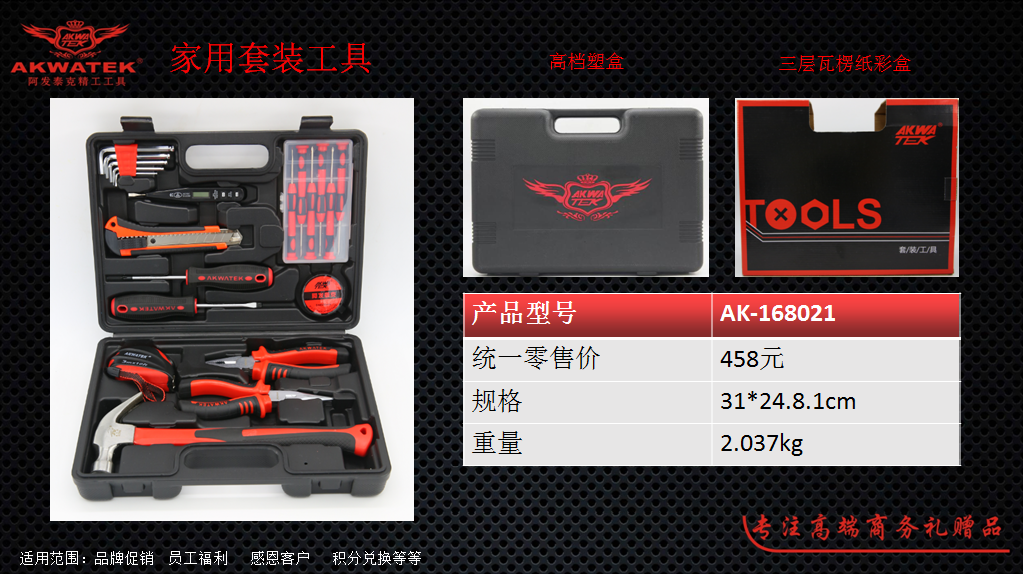 AKWATEK
AKWATEK®
阿发泰克精工工具
家用套装工具
高档塑盒
三层瓦楞纸彩盒
AKWATEK
AKWATEK
AKWATEK
AKWA
TEK
AKWA
TEK
TOOLS
套/装/工/具
产品型号 AK-168021
统一零售价 458元
规格 31*24.8.1cm
重量 2.037kg
专注高端商务礼赠品
适用范围：品牌促销 员工福利 感恩客户 积分兑换等等